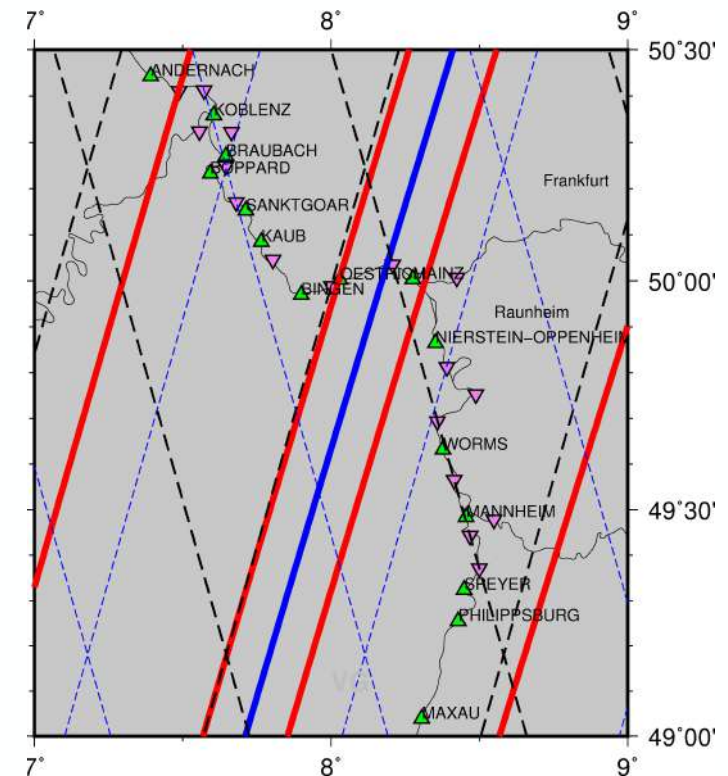 7° 8° 9°
50°30'
ANDERNACH
KOBLENZ
BRAUBACH
BOPPARD
Frankfurt
SANKTGOAR
KAUB
OESTRICH
MAINZ
50°00'
BINGEN
Raunheim
NIERSTEIN-OPPENHEIM
WORMS
49°30'
MANNHEIM
SPEYER
PHILIPPSBURG
MAXAU
49°00'
7° 8° 9°